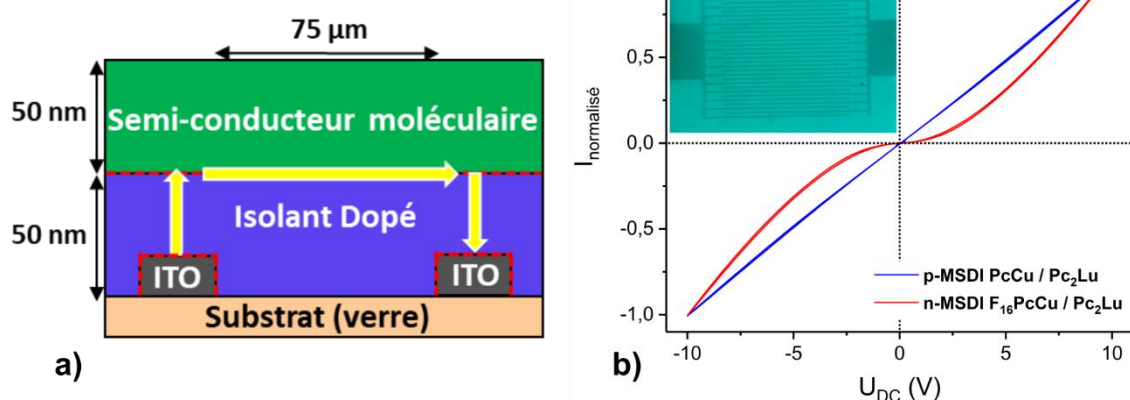 75 µm
50 nm
Semi-conducteur moléculaire
50 nm
Isolant Dopé
ITO
ITO
Substrat (verre)
a)
I normalisé
0,5
0,0
-0,5
-1,0
p-MSDI PcCu / Pc₂Lu
n-MSDI F₁₆PcCu / Pc₂Lu
-10 -5 0 5 10
b)
U_DC (V)